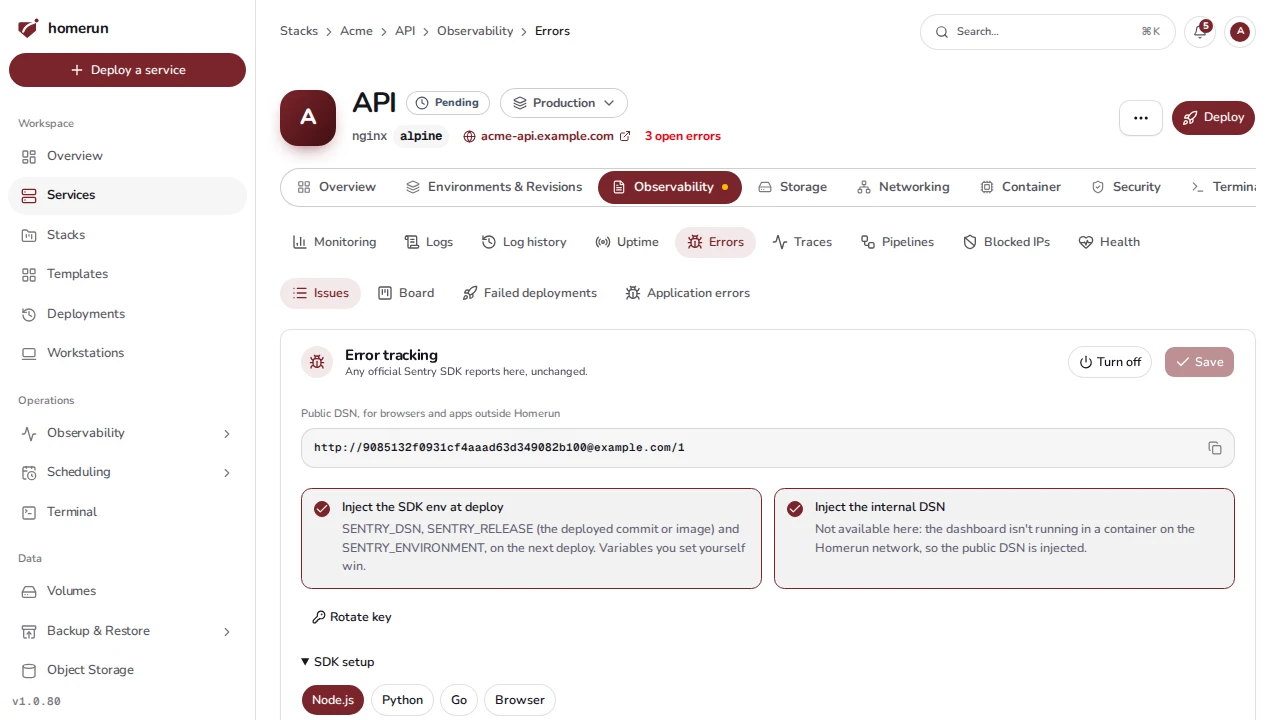 homerun
Deploy a service
Workspace
Overview
Services
Stacks
Templates
Deployments
Workstations
Operations
Observability
Scheduling
Terminal
Data
Volumes
Backup & Restore
Object Storage
v1.0.80
Stacks > Acme > API > Observability > Errors
Search... ⌘K
5
A
A
API Pending Production
nginx alpine acme-api.example.com 3 open errors
Deploy
Overview Environments & Revisions Observability Storage Networking Container Security Termina
Monitoring Logs Log history Uptime Errors Traces Pipelines Blocked IPs Health
Issues Board Failed deployments Application errors
Error tracking
Any official Sentry SDK reports here, unchanged.
Turn off Save
Public DSN, for browsers and apps outside Homerun
http://9085132f0931cf4aaad63d349082b100@example.com/1
Inject the SDK env at deploy
SENTRY_DSN, SENTRY_RELEASE (the deployed commit or image) and
SENTRY_ENVIRONMENT, on the next deploy. Variables you set yourself
win.
Inject the internal DSN
Not available here: the dashboard isn't running in a container on the
Homerun network, so the public DSN is injected.
Rotate key
SDK setup
Node.js Python Go Browser